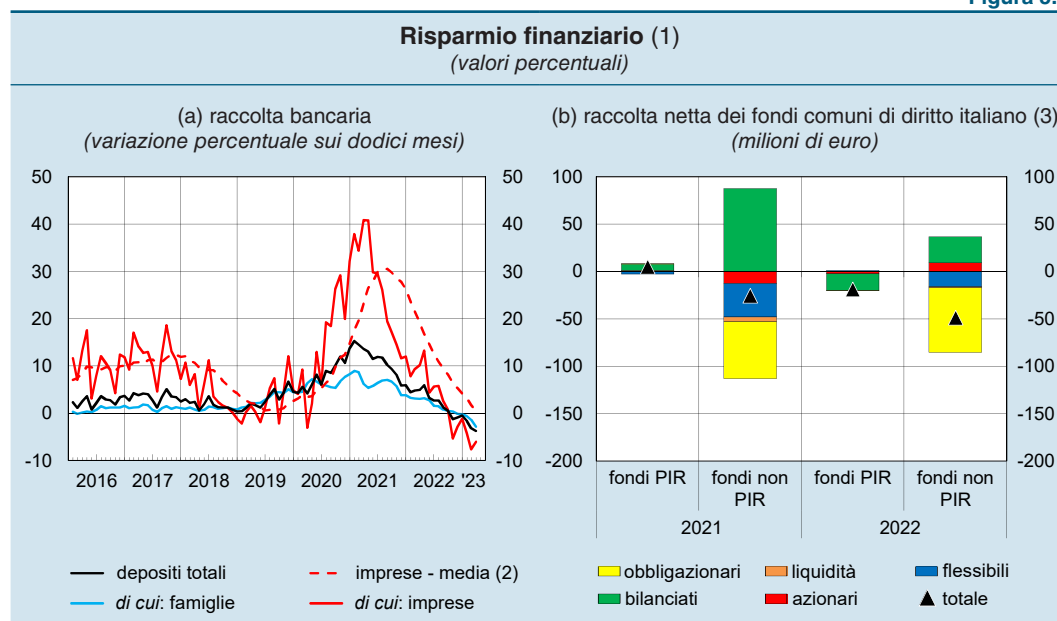 Figura 3.
Risparmio finanziario (1)
(valori percentuali)
(a) raccolta bancaria
(variazione percentuale sui dodici mesi)
50 50
40 40
30 30
20 20
10 10
0 0
-10 -10
2016 2017 2018 2019 2020 2021 2022 '23
depositi totali
imprese - media (2)
di cui: famiglie
di cui: imprese
(b) raccolta netta dei fondi comuni di diritto italiano (3)
(milioni di euro)
100 100
50 50
0 0
-50 -50
-100 -100
-150 -150
-200 -200
fondi PIR fondi non fondi PIR fondi non
PIR PIR
2021 2022
obbligazionari liquidità flessibili
bilanciati azionari totale